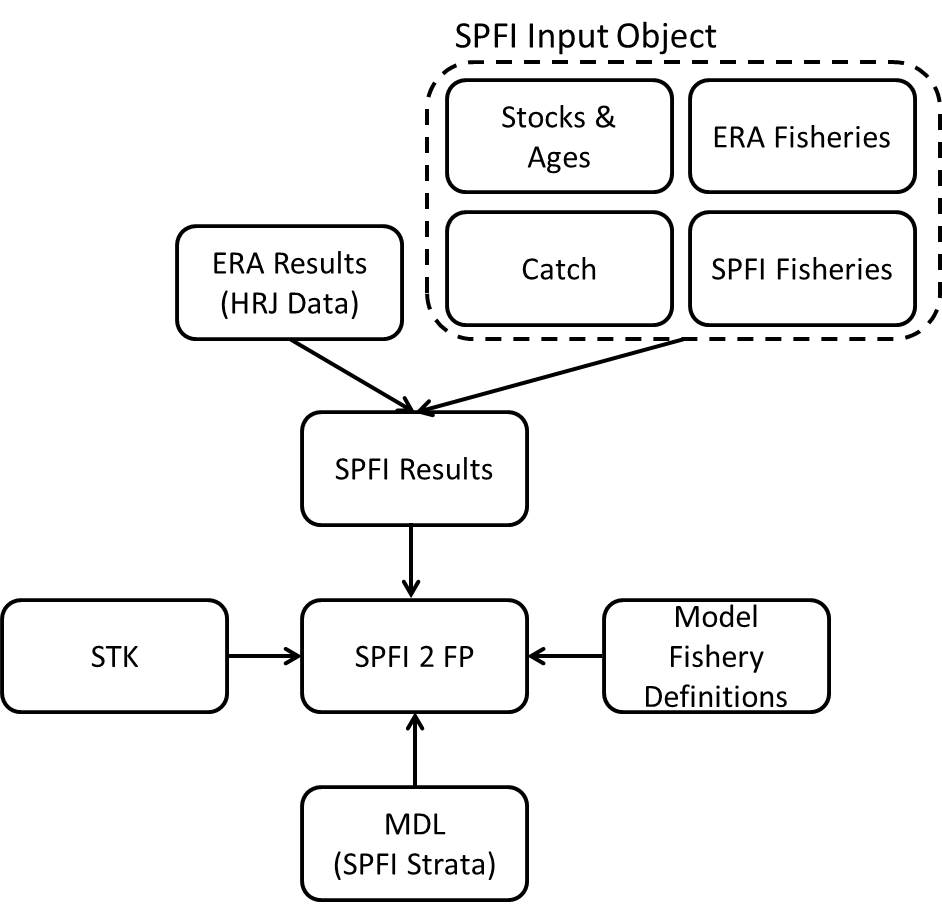 SPFI Input Object
Stocks &
Ages
ERA Fisheries
Catch
SPFI Fisheries
ERA Results
(HRJ Data)
SPFI Results
STK
SPFI 2 FP
Model
Fishery
Definitions
MDL
(SPFI Strata)